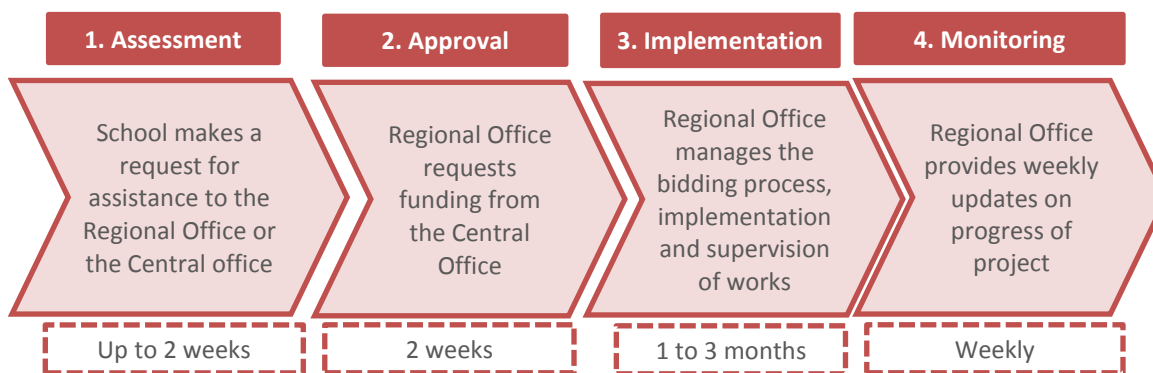 1. Assessment
School makes a
request for
assistance to the
Regional Office or
the Central office
Up to 2 weeks
2. Approval
Regional Office
requests
funding from
the Central
Office
2 weeks
3. Implementation
Regional Office
manages the
bidding process,
implementation
and supervision
of works
1 to 3 months
4. Monitoring
Regional Office
provides weekly
updates on
progress of
project
Weekly